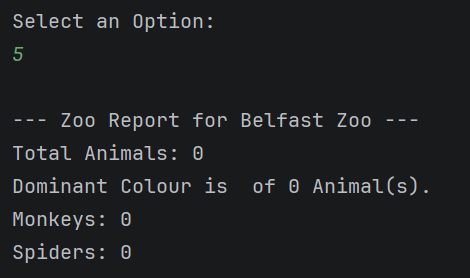 Select an Option:
5
--- Zoo Report for Belfast Zoo ---
Total Animals: 0
Dominant Colour is  of 0 Animal(s).
Monkeys: 0
Spiders: 0